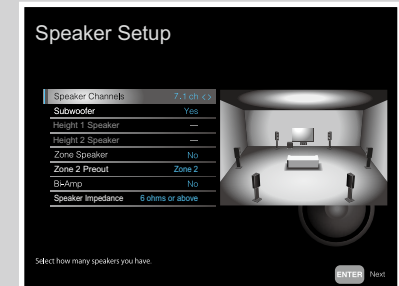 Speaker Setup
Speaker Channels 7.1 ch <>
Subwoofer Yes
Height 1 Speaker —
Height 2 Speaker —
Zone Speaker No
Zone 2 Preout Zone 2
Bi-Amp No
Speaker Impedance 6 ohms or above
Select how many speakers you have.
ENTER Next